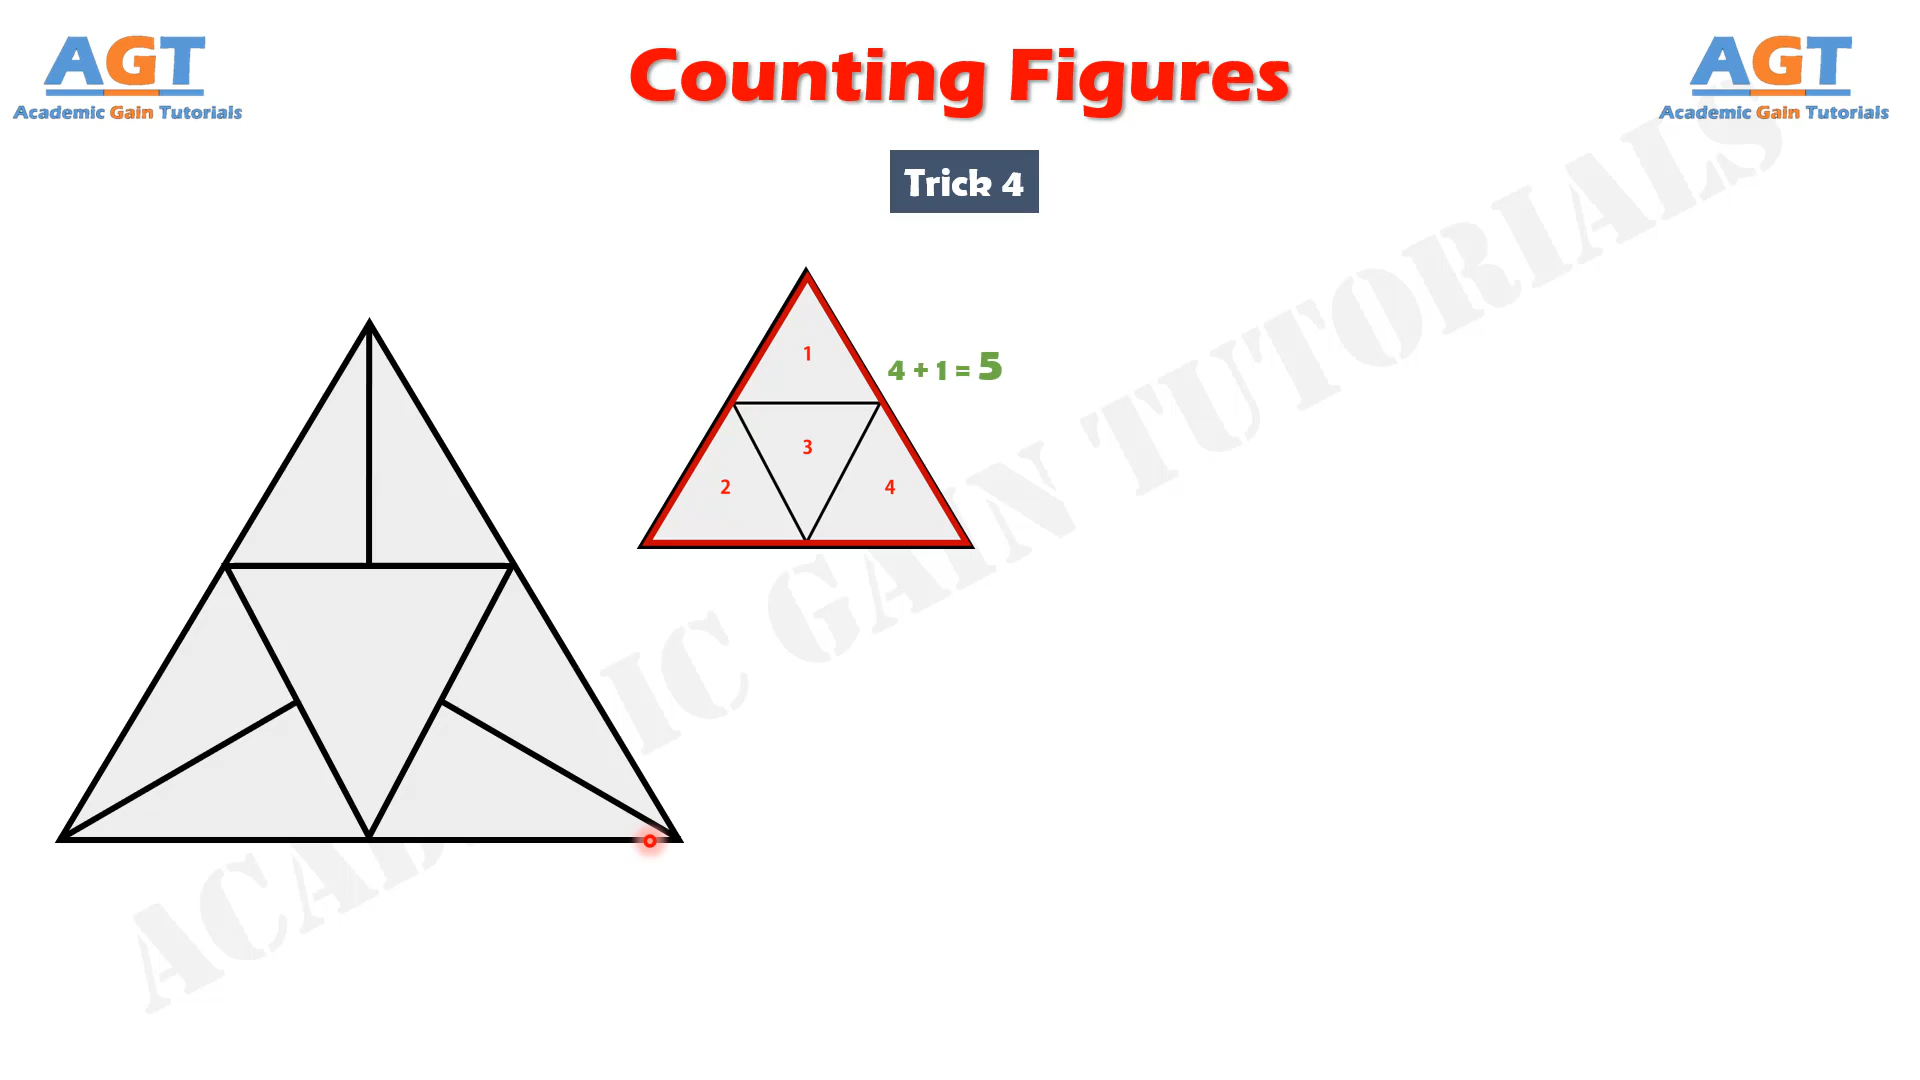 AGT
Academic Gain Tutorials
Counting Figures
AGT
Academic Gain Tutorials
Trick 4
1
4 + 1 = 5
3
2
4
ACADEMIC GAIN TUTORIALS